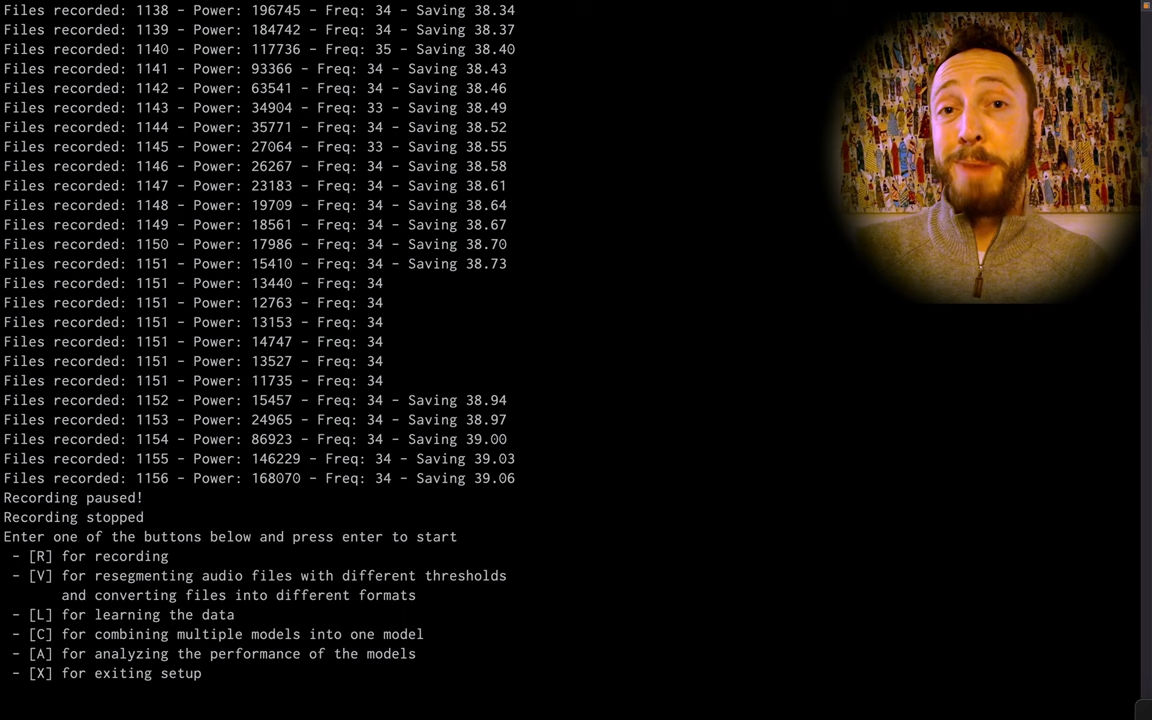 Files recorded: 1138 - Power: 196745 - Freq: 34 - Saving 38.34
Files recorded: 1139 - Power: 184742 - Freq: 34 - Saving 38.37
Files recorded: 1140 - Power: 117736 - Freq: 35 - Saving 38.40
Files recorded: 1141 - Power: 93366 - Freq: 34 - Saving 38.43
Files recorded: 1142 - Power: 63541 - Freq: 34 - Saving 38.46
Files recorded: 1143 - Power: 34904 - Freq: 33 - Saving 38.49
Files recorded: 1144 - Power: 35771 - Freq: 34 - Saving 38.52
Files recorded: 1145 - Power: 27064 - Freq: 33 - Saving 38.55
Files recorded: 1146 - Power: 26267 - Freq: 34 - Saving 38.58
Files recorded: 1147 - Power: 23183 - Freq: 34 - Saving 38.61
Files recorded: 1148 - Power: 19709 - Freq: 34 - Saving 38.64
Files recorded: 1149 - Power: 18561 - Freq: 34 - Saving 38.67
Files recorded: 1150 - Power: 17986 - Freq: 34 - Saving 38.70
Files recorded: 1151 - Power: 15410 - Freq: 34 - Saving 38.73
Files recorded: 1151 - Power: 13440 - Freq: 34
Files recorded: 1151 - Power: 12763 - Freq: 34
Files recorded: 1151 - Power: 13153 - Freq: 34
Files recorded: 1151 - Power: 14747 - Freq: 34
Files recorded: 1151 - Power: 13527 - Freq: 34
Files recorded: 1151 - Power: 11735 - Freq: 34
Files recorded: 1152 - Power: 15457 - Freq: 34 - Saving 38.94
Files recorded: 1153 - Power: 24965 - Freq: 34 - Saving 38.97
Files recorded: 1154 - Power: 86923 - Freq: 34 - Saving 39.00
Files recorded: 1155 - Power: 146229 - Freq: 34 - Saving 39.03
Files recorded: 1156 - Power: 168070 - Freq: 34 - Saving 39.06
Recording paused!
Recording stopped
Enter one of the buttons below and press enter to start
- [R] for recording
- [V] for resegmenting audio files with different thresholds
and converting files into different formats
- [L] for learning the data
- [C] for combining multiple models into one model
- [A] for analyzing the performance of the models
- [X] for exiting setup